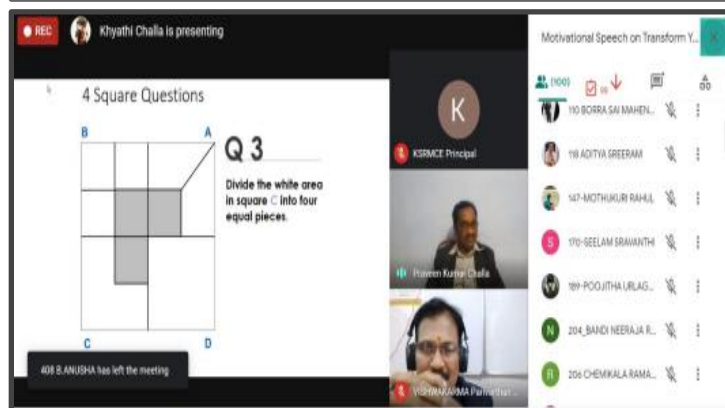 REC
Khyathi Challa is presenting
4 Square Questions
B
A
Q 3
Divide the white area
in square C into four
equal pieces.
C
D
408 B.ANUSHA has left the meeting
K
KSRMCE Principal
Praveen Kumar Challa
Motivational Speech on Transform Y...
(100)
110 BORRA SAI MAHEN...
118 ADITYA SREERAM
147-MOTHUKURI RAHUL
S
170-SEELAM SRAVANTHI
189-POOJITHA URLAG...
N
204_BANDI NEERAJA R...
R
206 CHEMIKALA RAMA...